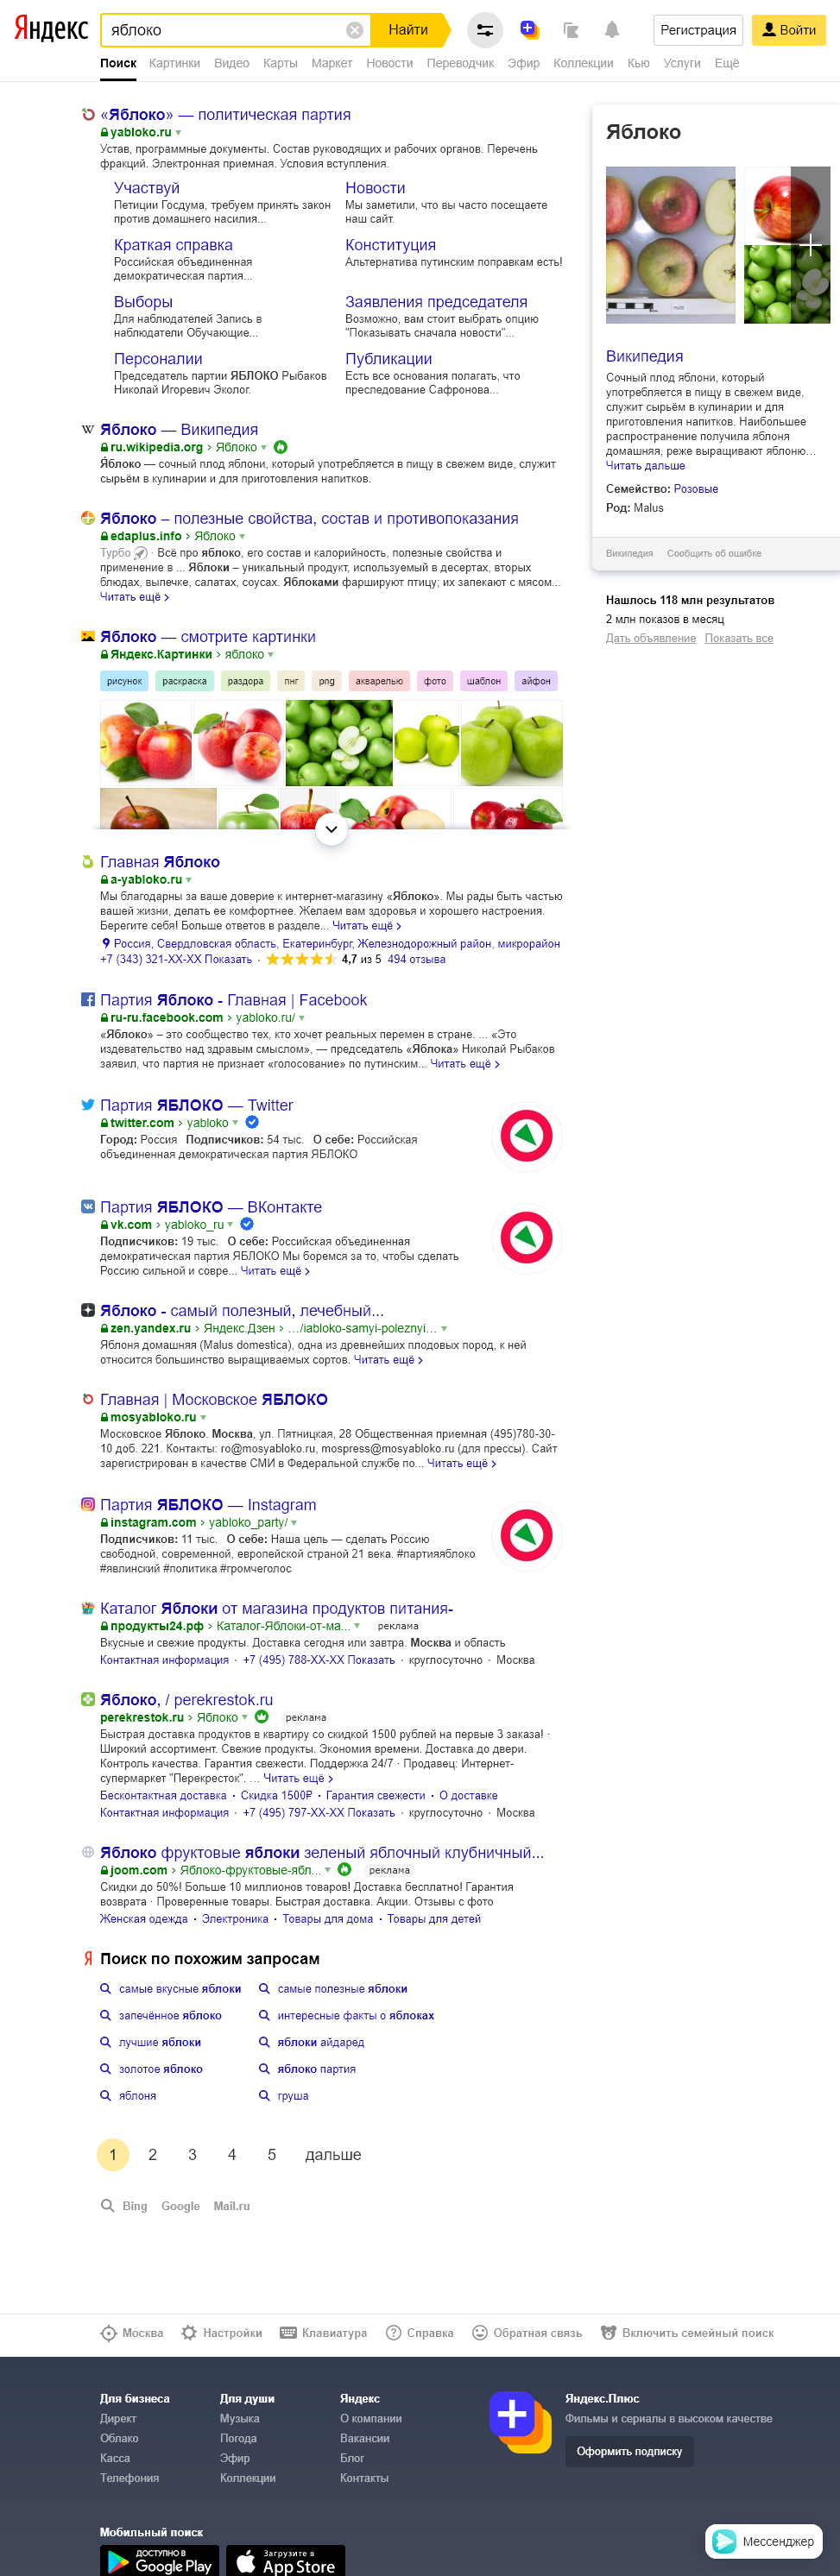 Яндекс
яблоко
Найти
Регистрация
Войти
Поиск Картинки Видео Карты Маркет Новости Переводчик Эфир Коллекции Кью Услуги Ещё
«Яблоко» — политическая партия
yabloko.ru
Устав, программные документы. Состав руководящих и рабочих органов. Перечень
фракций. Электронная приемная. Условия вступления.
Участвуй
Петиции Госдума, требуем принять закон
против домашнего насилия...
Новости
Мы заметили, что вы часто посещаете
наш сайт.
Краткая справка
Российская объединенная
демократическая партия...
Конституция
Альтернатива путинским поправкам есть!
Выборы
Для наблюдателей Запись в
наблюдатели Обучающие...
Заявления председателя
Возможно, вам стоит выбрать опцию
"Показывать сначала новости"...
Персоналии
Председатель партии ЯБЛОКО Рыбаков
Николай Игоревич Эколог.
Публикации
Есть все основания полагать, что
преследование Сафронова...
Яблоко — Википедия
ru.wikipedia.org › Яблоко
Я́блоко — сочный плод яблони, который употребляется в пищу в свежем виде, служит
сырьём в кулинарии и для приготовления напитков.
Яблоко – полезные свойства, состав и противопоказания
edaplus.info › Яблоко
Турбо · Всё про яблоко, его состав и калорийность, полезные свойства и
применение в ... Яблоки – уникальный продукт, используемый в десертах, вторых
блюдах, выпечке, салатах, соусах. Яблоками фаршируют птицу; их запекают с мясом...
Читать ещё ›
Яблоко — смотрите картинки
Яндекс.Картинки › яблоко
рисунок раскраска раздора пнг png акварелью фото шаблон айфон
Главная Яблоко
a-yabloko.ru
Мы благодарны за ваше доверие к интернет-магазину «Яблоко». Мы рады быть частью
вашей жизни, делать ее комфортнее. Желаем вам здоровья и хорошего настроения.
Берегите себя! Больше ответов в разделе... Читать ещё ›
Россия, Свердловская область, Екатеринбург, Железнодорожный район, микрорайон
+7 (343) 321-XX-XX Показать · 4,7 из 5 494 отзыва
Партия Яблоко - Главная | Facebook
ru-ru.facebook.com › yabloko.ru/
«Яблоко» – это сообщество тех, кто хочет реальных перемен в стране. ... «Это
издевательство над здравым смыслом», — председатель «Яблока» Николай Рыбаков
заявил, что партия не признает «голосование» по путинским... Читать ещё ›
Партия ЯБЛОКО — Twitter
twitter.com › yabloko
Город: Россия Подписчиков: 54 тыс. О себе: Российская
объединенная демократическая партия ЯБЛОКО
Партия ЯБЛОКО — ВКонтакте
vk.com › yabloko_ru
Подписчиков: 19 тыс. О себе: Российская объединенная
демократическая партия ЯБЛОКО Мы боремся за то, чтобы сделать
Россию сильной и совре... Читать ещё ›
Яблоко - самый полезный, лечебный...
zen.yandex.ru › Яндекс.Дзен › …/iabloko-samyi-poleznyi…
Яблоня домашняя (Malus domestica), одна из древнейших плодовых пород, к ней
относится большинство выращиваемых сортов. Читать ещё ›
Главная | Московское ЯБЛОКО
mosyabloko.ru
Московское Яблоко. Москва, ул. Пятницкая, 28 Общественная приемная (495)780-30-
10 доб. 221. Контакты: ro@mosyabloko.ru, mospress@mosyabloko.ru (для прессы). Сайт
зарегистрирован в качестве СМИ в Федеральной службе по... Читать ещё ›
Партия ЯБЛОКО — Instagram
instagram.com › yabloko_party/
Подписчиков: 11 тыс. О себе: Наша цель — сделать Россию
свободной, современной, европейской страной 21 века. #партияяблоко
#явлинский #политика #громчеголос
Каталог Яблоки от магазина продуктов питания-
продукты24.рф › Каталог-Яблоки-от-ма... реклама
Вкусные и свежие продукты. Доставка сегодня или завтра. Москва и область
Контактная информация · +7 (495) 788-XX-XX Показать · круглосуточно · Москва
Яблоко, / perekrestok.ru
perekrestok.ru › Яблоко реклама
Быстрая доставка продуктов в квартиру со скидкой 1500 рублей на первые 3 заказа! ·
Широкий ассортимент. Свежие продукты. Экономия времени. Доставка до двери.
Контроль качества. Гарантия свежести. Поддержка 24/7 · Продавец: Интернет-
супермаркет "Перекресток". ... Читать ещё ›
Бесконтактная доставка · Скидка 1500₽ · Гарантия свежести · О доставке
Контактная информация · +7 (495) 797-XX-XX Показать · круглосуточно · Москва
Яблоко фруктовые яблоки зеленый яблочный клубничный...
joom.com › Яблоко-фруктовые-ябл... реклама
Скидки до 50%! Больше 10 миллионов товаров! Доставка бесплатно! Гарантия
возврата · Проверенные товары. Быстрая доставка. Акции. Отзывы с фото
Женская одежда · Электроника · Товары для дома · Товары для детей
Я Поиск по похожим запросам
самые вкусные яблоки самые полезные яблоки
запечённое яблоко интересные факты о яблоках
лучшие яблоки яблоки айдаред
золотое яблоко яблоко партия
яблоня груша
1 2 3 4 5 дальше
Bing Google Mail.ru
Яблоко
Википедия
Сочный плод яблони, который
употребляется в пищу в свежем виде,
служит сырьём в кулинарии и для
приготовления напитков. Наибольшее
распространение получила яблоня
домашняя, реже выращивают яблоню...
Читать дальше
Семейство: Розовые
Род: Malus
Википедия Сообщить об ошибке
Нашлось 118 млн результатов
2 млн показов в месяц
Дать объявление Показать все
Москва Настройки Клавиатура Справка Обратная связь Включить семейный поиск
Для бизнеса
Директ
Облако
Касса
Телефония
Для души
Музыка
Погода
Эфир
Коллекции
Яндекс
О компании
Вакансии
Блог
Контакты
Яндекс.Плюс
Фильмы и сериалы в высоком качестве
Оформить подписку
Мобильный поиск
ДОСТУПНО В
Google Play
Загрузите в
App Store
Мессенджер